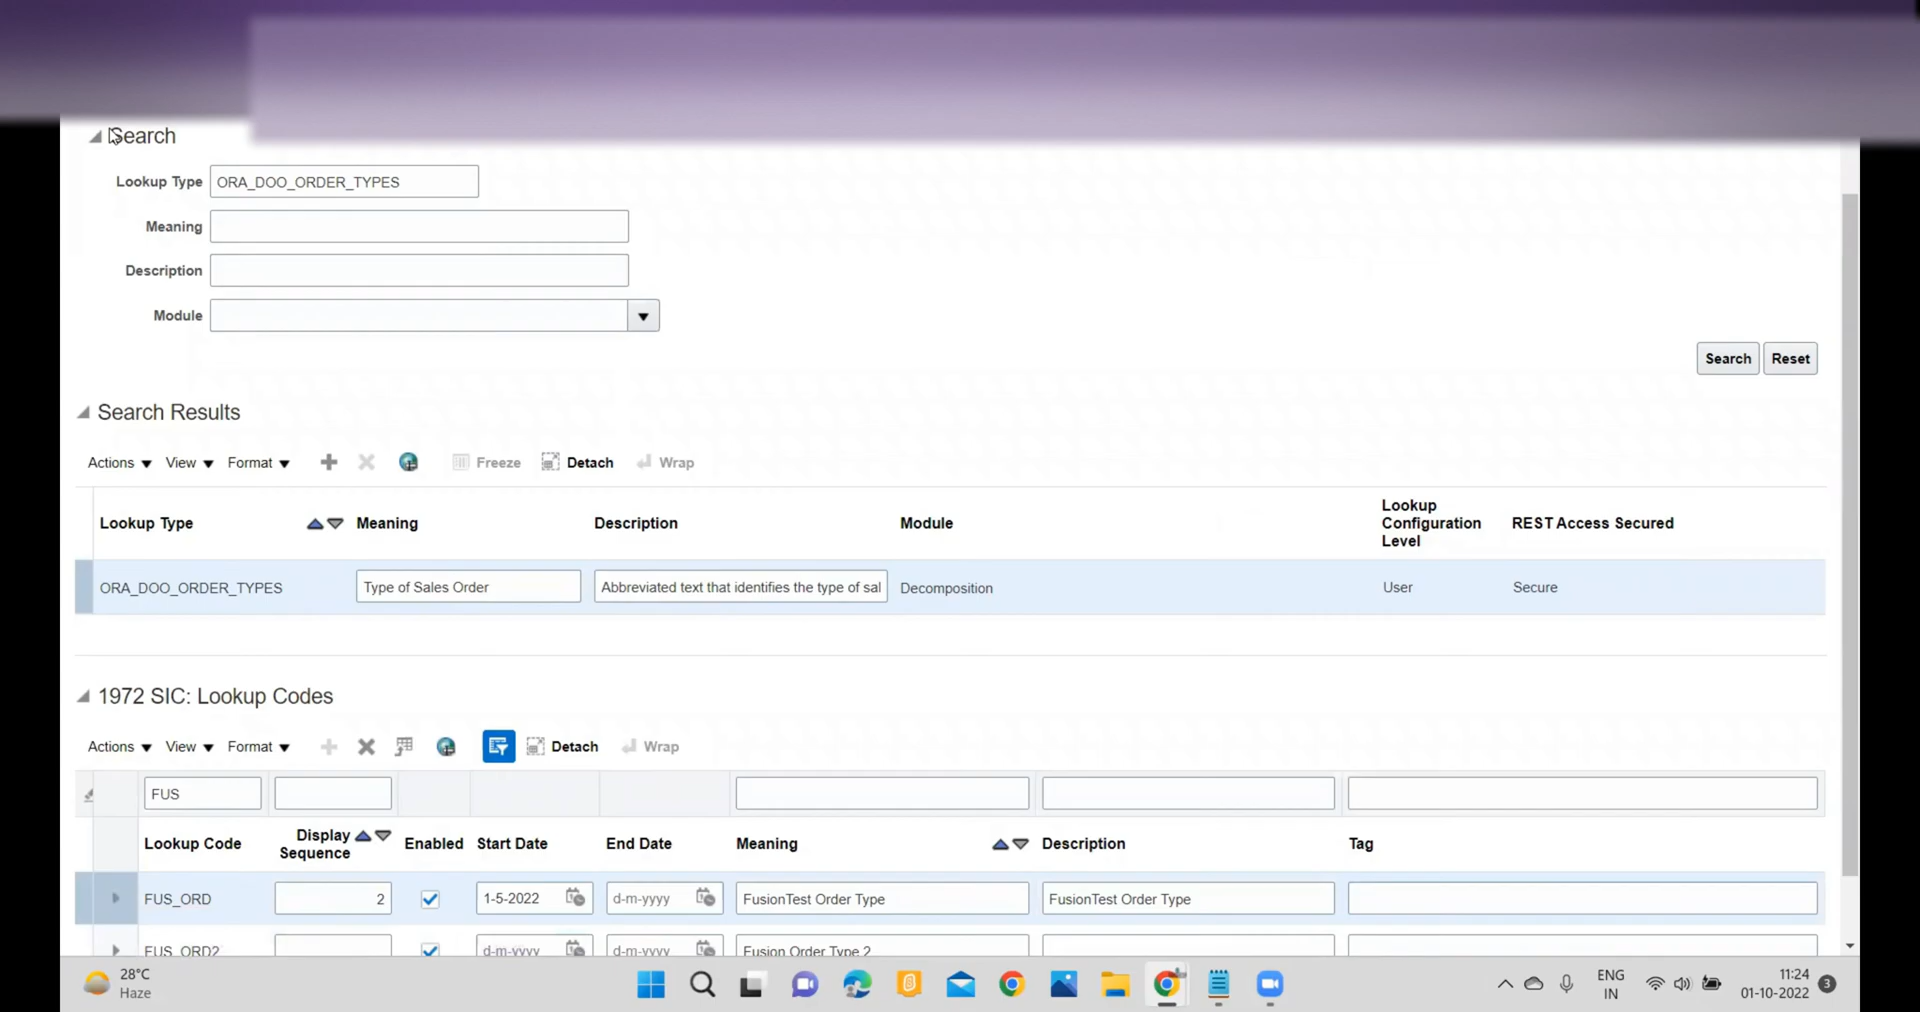 Search
Lookup Type ORA_DOO_ORDER_TYPES
Meaning
Description
Module
Search Reset
Search Results
Actions View Format Freeze Detach Wrap
Lookup Type Meaning Description Module Lookup Configuration Level REST Access Secured
ORA_DOO_ORDER_TYPES Type of Sales Order Abbreviated text that identifies the type of sal Decomposition User Secure
1972 SIC: Lookup Codes
Actions View Format Detach Wrap
FUS
Lookup Code Display Sequence Enabled Start Date End Date Meaning Description Tag
FUS_ORD 2 1-5-2022 d-m-yyyy FusionTest Order Type FusionTest Order Type
FUS_ORD2 d-m-yyyy d-m-yyyy Fusion Order Type 2
28°C
Haze
ENG
IN
11:24
01-10-2022
3